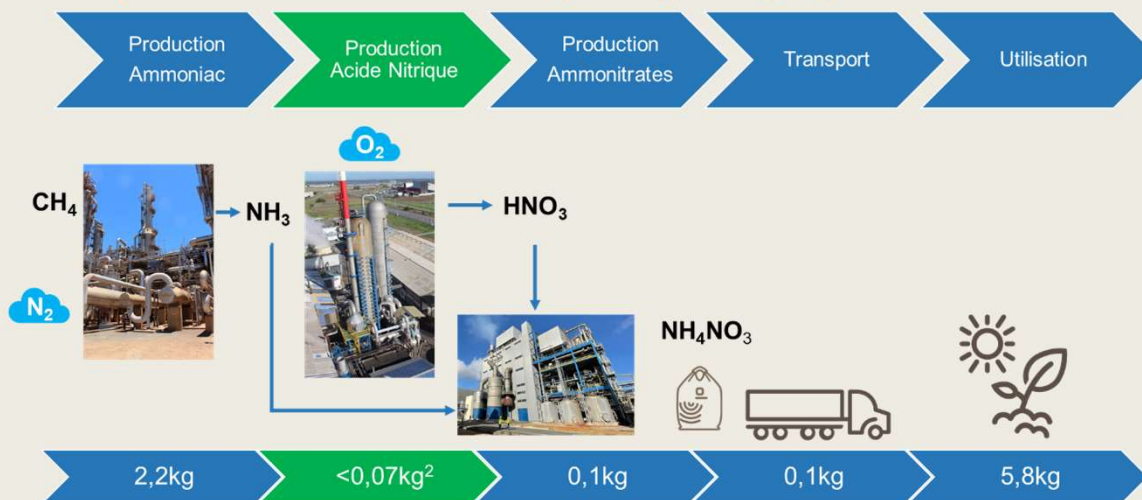 Production
Ammoniac
Production
Acide Nitrique
Production
Ammonitrates
Transport
Utilisation
O₂
CH₄
NH₃
HNO₃
N₂
NH₄NO₃
2,2kg
<0,07kg²
0,1kg
0,1kg
5,8kg